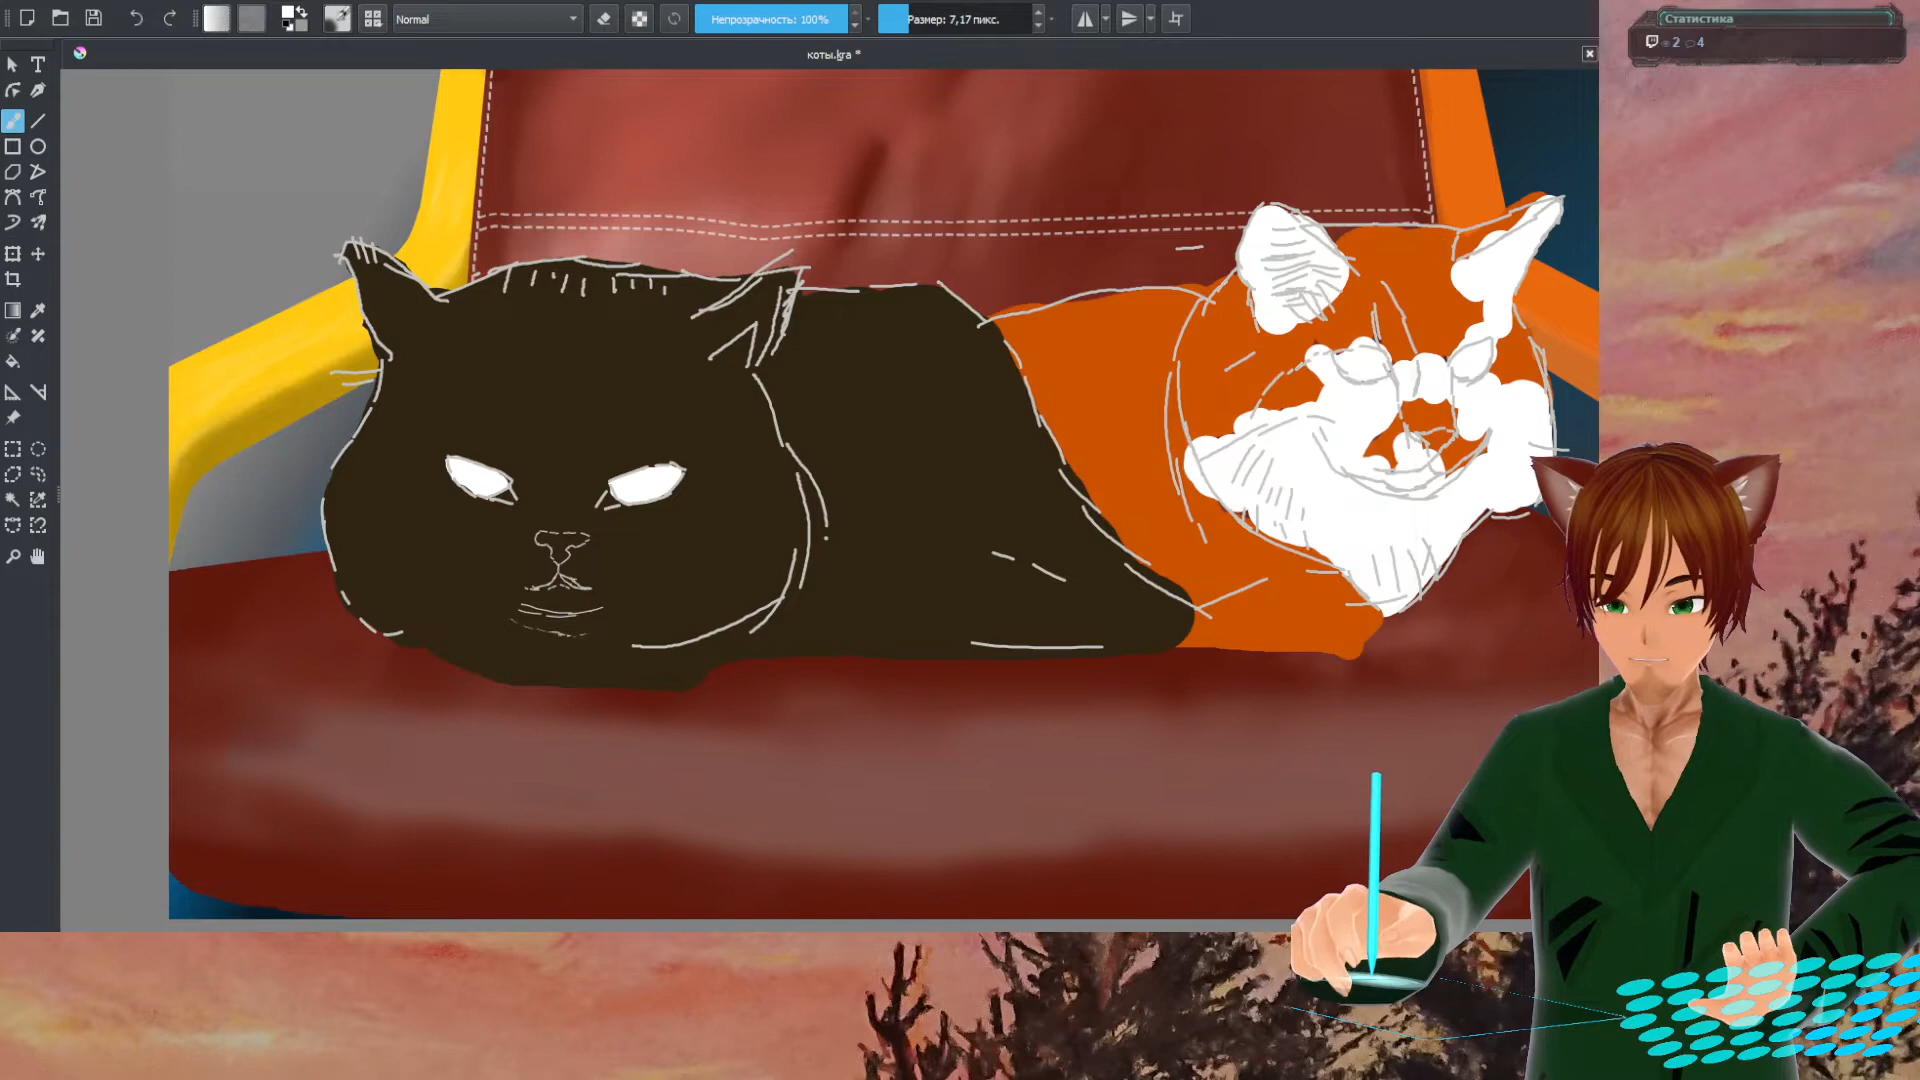 Normal
Непрозрачность: 100%
Размер: 7,17 пикс.
Статистика
2 4
коты.kra *